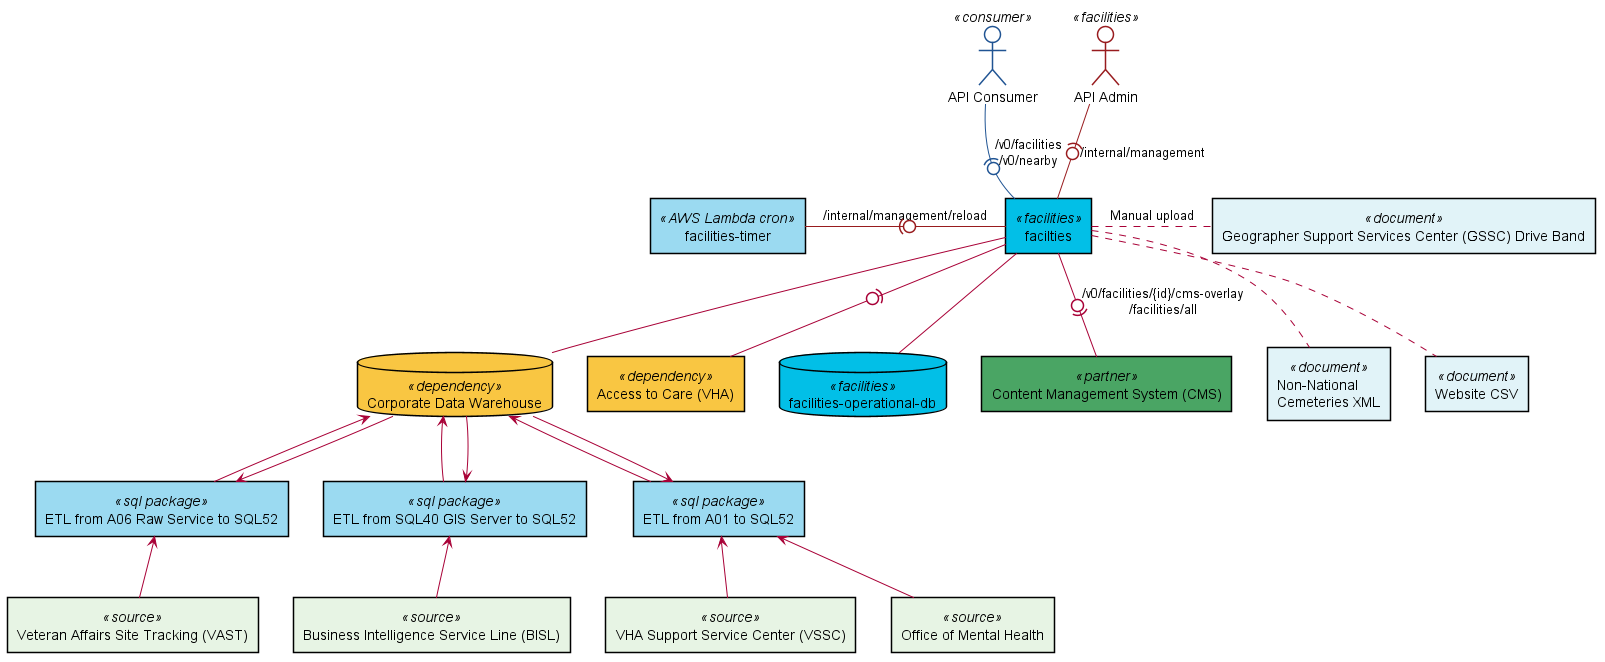 «consumer»
API Consumer
«facilities»
API Admin
/v0/facilities
/v0/nearby
/internal/management
«AWS Lambda cron»
facilities-timer
/internal/management/reload
«facilities»
facilties
Manual upload
«document»
Geographer Support Services Center (GSSC) Drive Band
/v0/facilities/{id}/cms-overlay
/facilities/all
«dependency»
Corporate Data Warehouse
«dependency»
Access to Care (VHA)
«facilities»
facilities-operational-db
«partner»
Content Management System (CMS)
«document»
Non-National
Cemeteries XML
«document»
Website CSV
«sql package»
ETL from A06 Raw Service to SQL52
«sql package»
ETL from SQL40 GIS Server to SQL52
«sql package»
ETL from A01 to SQL52
«source»
Veteran Affairs Site Tracking (VAST)
«source»
Business Intelligence Service Line (BISL)
«source»
VHA Support Service Center (VSSC)
«source»
Office of Mental Health